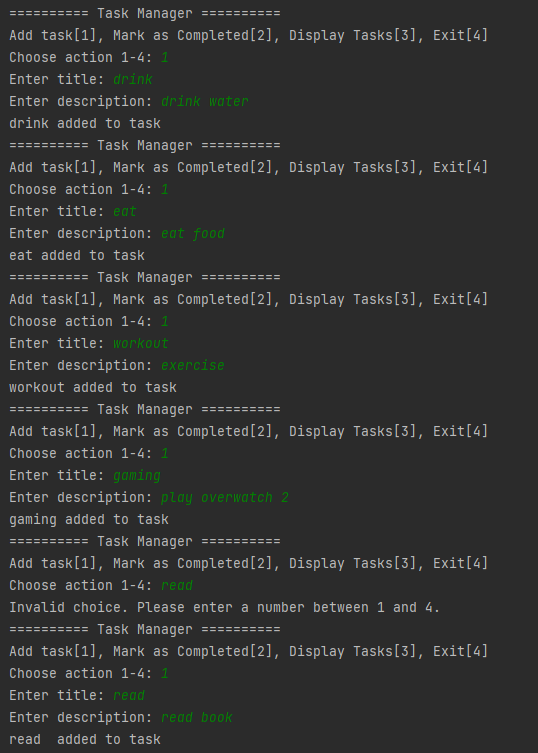 ========== Task Manager ==========
Add task[1], Mark as Completed[2], Display Tasks[3], Exit[4]
Choose action 1-4: 1
Enter title: drink
Enter description: drink water
drink added to task
========== Task Manager ==========
Add task[1], Mark as Completed[2], Display Tasks[3], Exit[4]
Choose action 1-4: 1
Enter title: eat
Enter description: eat food
eat added to task
========== Task Manager ==========
Add task[1], Mark as Completed[2], Display Tasks[3], Exit[4]
Choose action 1-4: 1
Enter title: workout
Enter description: exercise
workout added to task
========== Task Manager ==========
Add task[1], Mark as Completed[2], Display Tasks[3], Exit[4]
Choose action 1-4: 1
Enter title: gaming
Enter description: play overwatch 2
gaming added to task
========== Task Manager ==========
Add task[1], Mark as Completed[2], Display Tasks[3], Exit[4]
Choose action 1-4: read
Invalid choice. Please enter a number between 1 and 4.
========== Task Manager ==========
Add task[1], Mark as Completed[2], Display Tasks[3], Exit[4]
Choose action 1-4: 1
Enter title: read
Enter description: read book
read  added to task